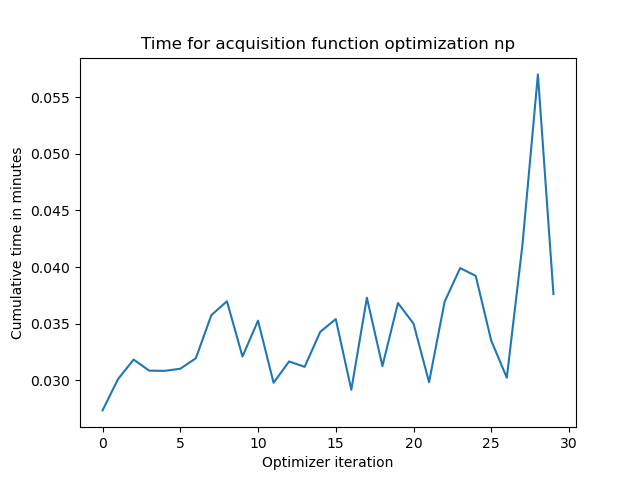 Time for acquisition function optimization np
Cumulative time in minutes
0.055
0.050
0.045
0.040
0.035
0.030
0 5 10 15 20 25 30
Optimizer iteration